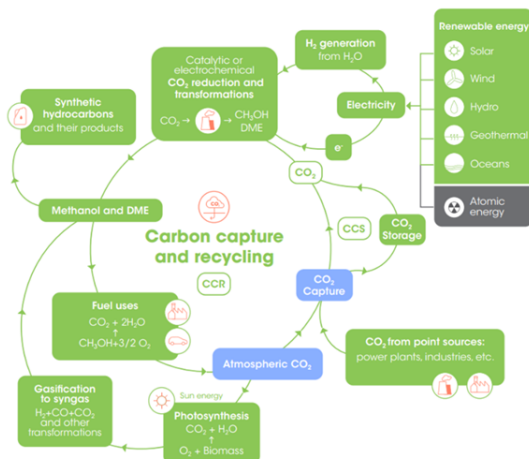 Renewable energy
Solar
Wind
Hydro
Geothermal
Oceans
Atomic
energy
H₂ generation
from H₂O
Electricity
e⁻
Catalytic or
electrochemical
CO₂ reduction and
transformations
CO₂ → → CH₃OH
DME
Synthetic
hydrocarbons
and their products
Methanol and DME
CO₂
CCS
CO₂
Storage
Carbon capture
and recycling
CCR
CO₂
Capture
Fuel uses
CO₂ + 2H₂O
↑
CH₃OH+3/2 O₂
Atmospheric CO₂
CO₂ from point sources:
power plants, industries, etc.
Gasification
to syngas
H₂+CO+CO₂
and other
transformations
Sun energy
Photosynthesis
CO₂ + H₂O
↑
O₂ + Biomass